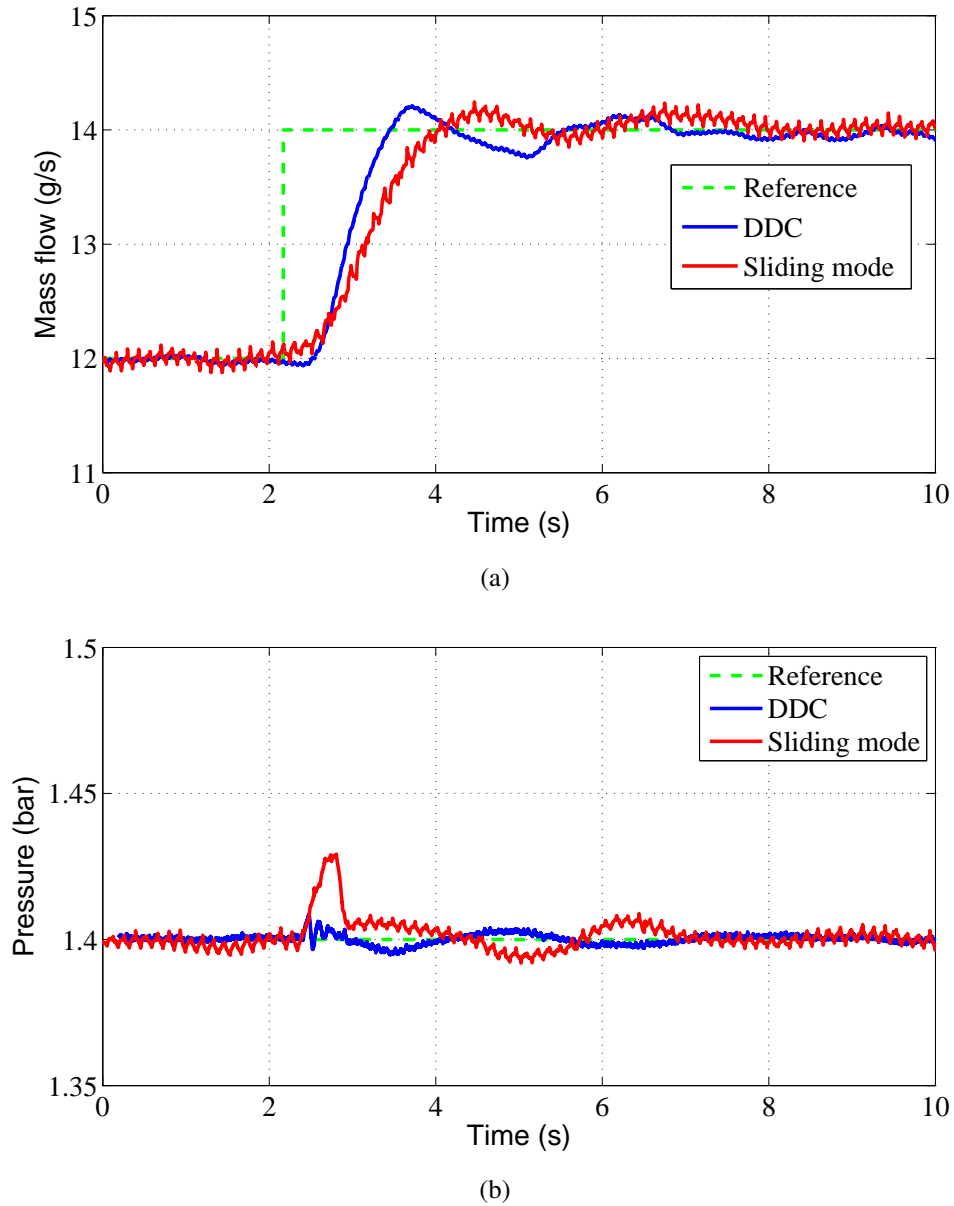 15
14
13
12
11
Mass flow (g/s)
Reference
DDC
Sliding mode
0 2 4 6 8 10
Time (s)
(a)
1.5
1.45
1.4
1.35
Pressure (bar)
Reference
DDC
Sliding mode
0 2 4 6 8 10
Time (s)
(b)